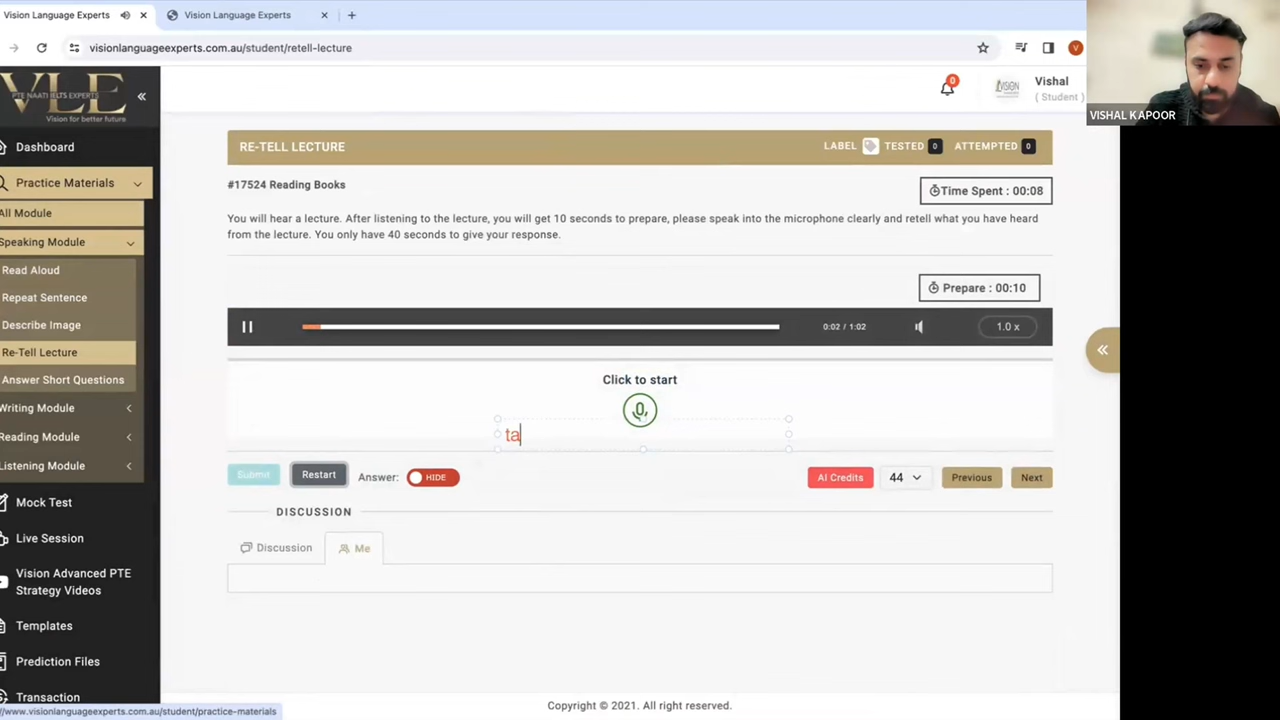 Vision Language Experts
Vision Language Experts
visionlanguageexperts.com.au/student/retell-lecture
V
VISHAL KAPOOR
VLE
PTE NAATI IELTS EXPERTS
Vision for better future
0
VISION
Vishal
( Student )
Dashboard
Practice Materials
All Module
Speaking Module
Read Aloud
Repeat Sentence
Describe Image
Re-Tell Lecture
Answer Short Questions
Writing Module
Reading Module
Listening Module
Mock Test
Live Session
Vision Advanced PTE
Strategy Videos
Templates
Prediction Files
Transaction
RE-TELL LECTURE
LABEL TESTED 0 ATTEMPTED 0
#17524 Reading Books
Time Spent : 00:08
You will hear a lecture. After listening to the lecture, you will get 10 seconds to prepare, please speak into the microphone clearly and retell what you have heard
from the lecture. You only have 40 seconds to give your response.
Prepare : 00:10
0:02 / 1:02
1.0 x
Click to start
ta
Submit Restart Answer: HIDE AI Credits 44 Previous Next
DISCUSSION
Discussion Me
Copyright © 2021. All right reserved.
//www.visionlanguageexperts.com.au/student/practice-materials